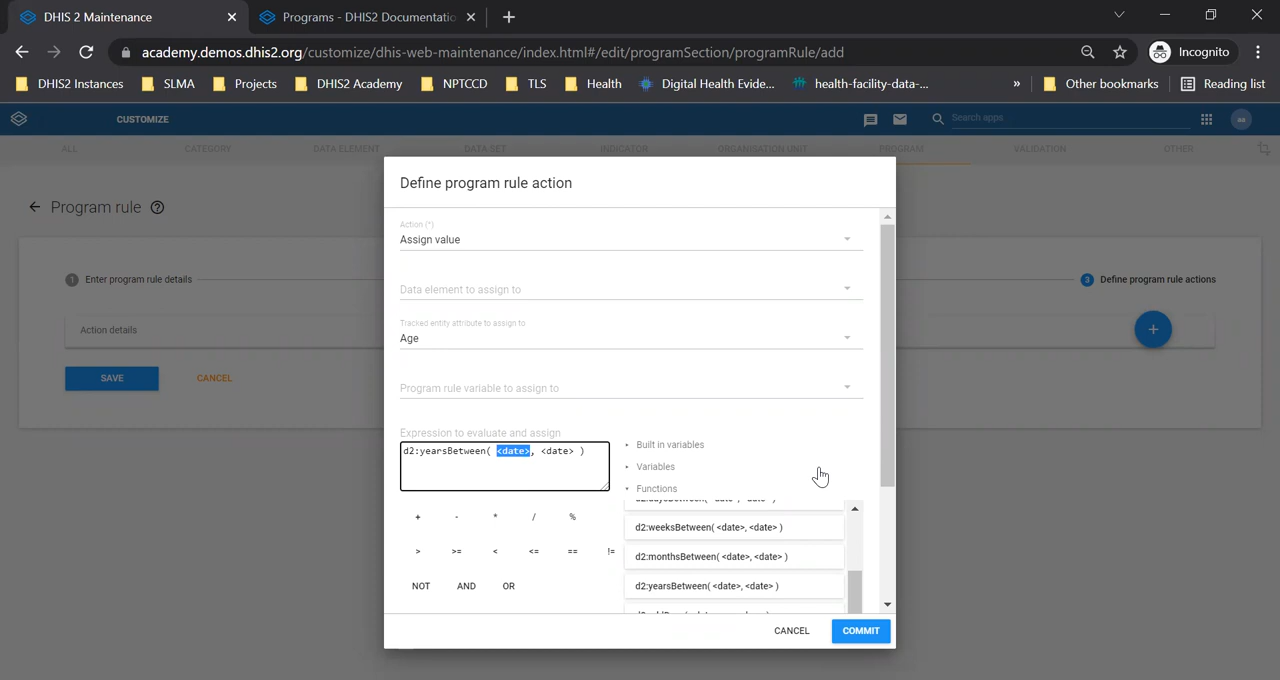 DHIS 2 Maintenance
Programs - DHIS2 Documentatio
academy.demos.dhis2.org/customize/dhis-web-maintenance/index.html#/edit/programSection/programRule/add
Incognito
DHIS2 Instances
SLMA
Projects
DHIS2 Academy
NPTCCD
TLS
Health
Digital Health Evide...
health-facility-data-...
»
Other bookmarks
Reading list
CUSTOMIZE
Search apps
aa
ALL
CATEGORY
DATA ELEMENT
DATA SET
INDICATOR
ORGANISATION UNIT
PROGRAM
VALIDATION
OTHER
Program rule
Define program rule action
1 Enter program rule details
3 Define program rule actions
Action details
SAVE
CANCEL
Action (*)
Assign value
Data element to assign to
Tracked entity attribute to assign to
Age
Program rule variable to assign to
Expression to evaluate and assign
d2:yearsBetween( <date>, <date> )
+ - * / %
> >= < <= == !=
NOT AND OR
Built in variables
Variables
Functions
d2:weeksBetween( <date>, <date> )
d2:monthsBetween( <date>, <date> )
d2:yearsBetween( <date>, <date> )
CANCEL
COMMIT